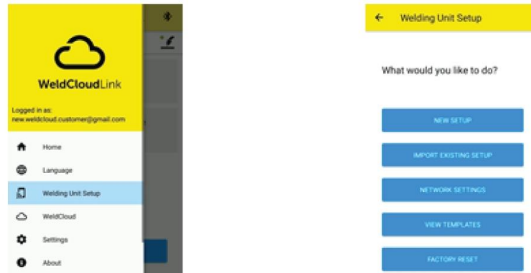 WeldCloudLink
Logged in as:
new.weldcloud.customer@gmail.com
Home
Language
Welding Unit Setup
WeldCloud
Settings
About
Welding Unit Setup
What would you like to do?
NEW SETUP
IMPORT EXISTING SETUP
NETWORK SETTINGS
VIEW TEMPLATES
FACTORY RESET